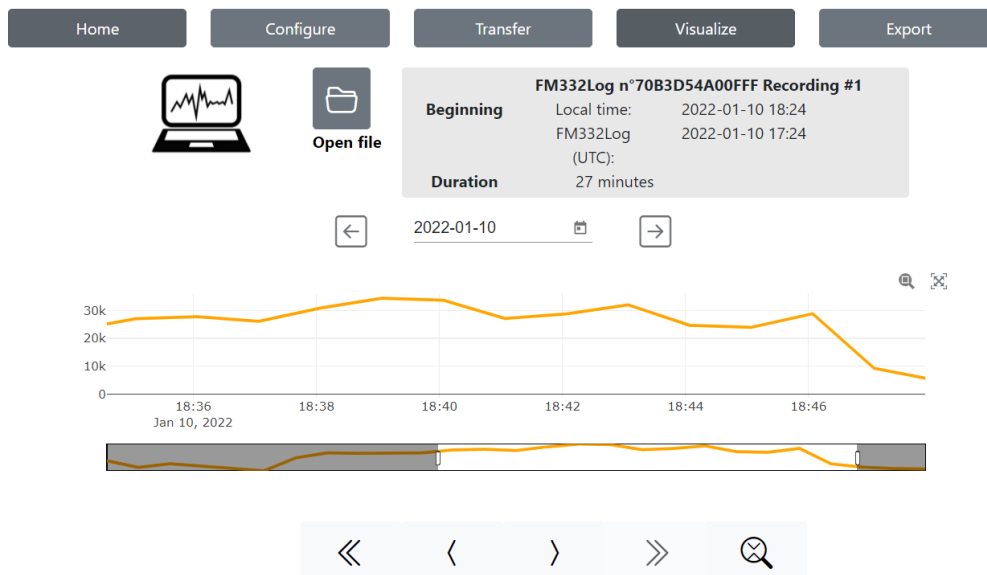 Home Configure Transfer Visualize Export
FM332Log n°70B3D54A00FFF Recording #1
Beginning Local time: 2022-01-10 18:24
FM332Log 2022-01-10 17:24
(UTC):
Open file
Duration 27 minutes
2022-01-10
30k
20k
10k
0
18:36 18:38 18:40 18:42 18:44 18:46
Jan 10, 2022